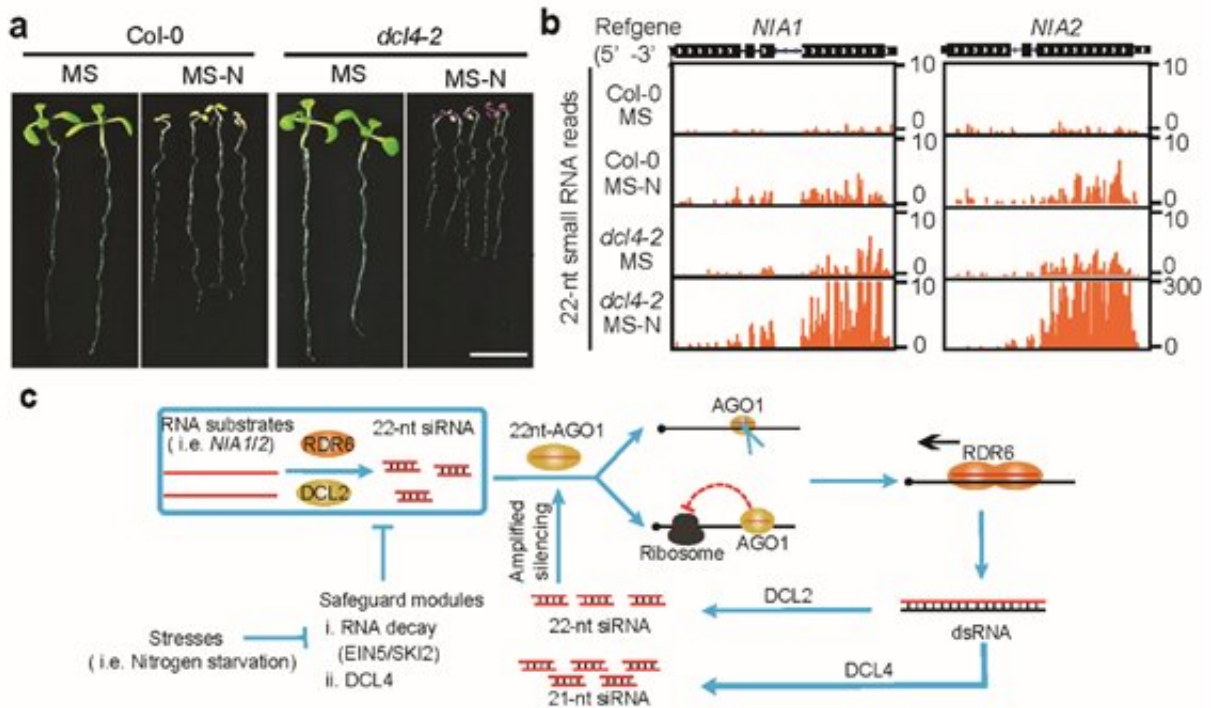 a
Col-0
dcl4-2
MS
MS-N
MS
MS-N
b
Refgene
(5' -3')
NIA1
NIA2
22-nt small RNA reads
Col-0
MS
10
0
10
0
Col-0
MS-N
10
0
10
0
dcl4-2
MS
10
0
10
0
dcl4-2
MS-N
10
0
300
0
c
RNA substrates
( i.e. NIA1/2)
RDR6
DCL2
22-nt siRNA
22nt-AGO1
AGO1
RDR6
Ribosome
AGO1
Amplified
silencing
Safeguard modules
i. RNA decay
(EIN5/SKI2)
ii. DCL4
Stresses
( i.e. Nitrogen starvation)
22-nt siRNA
DCL2
dsRNA
21-nt siRNA
DCL4